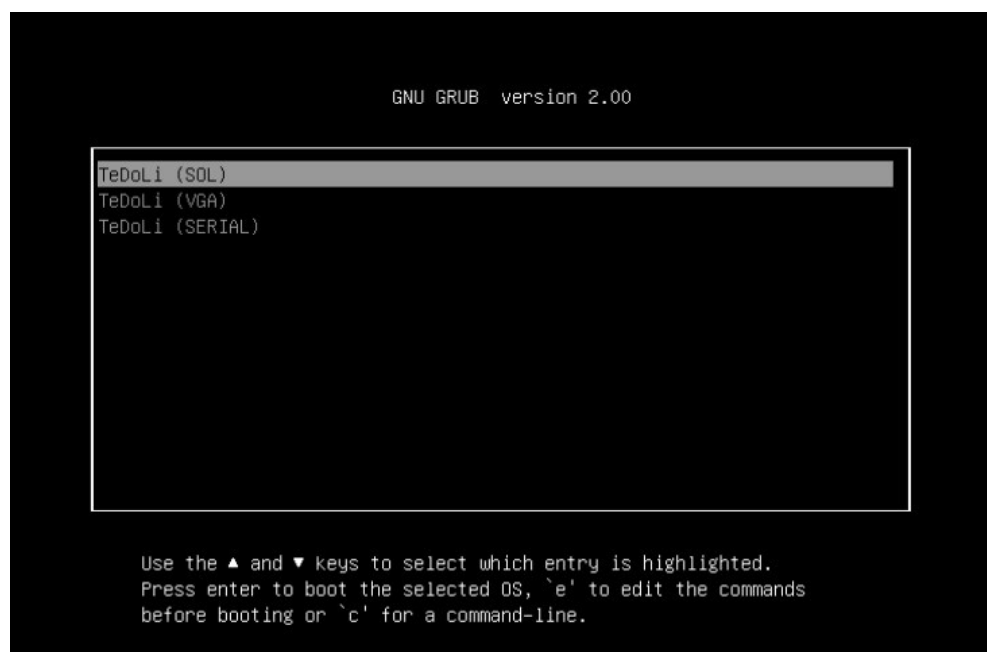 GNU GRUB version 2.00
TeDoLi (SOL)
TeDoLi (VGA)
TeDoLi (SERIAL)
Use the ▲ and ▼ keys to select which entry is highlighted.
Press enter to boot the selected OS, `e' to edit the commands
before booting or `c' for a command-line.